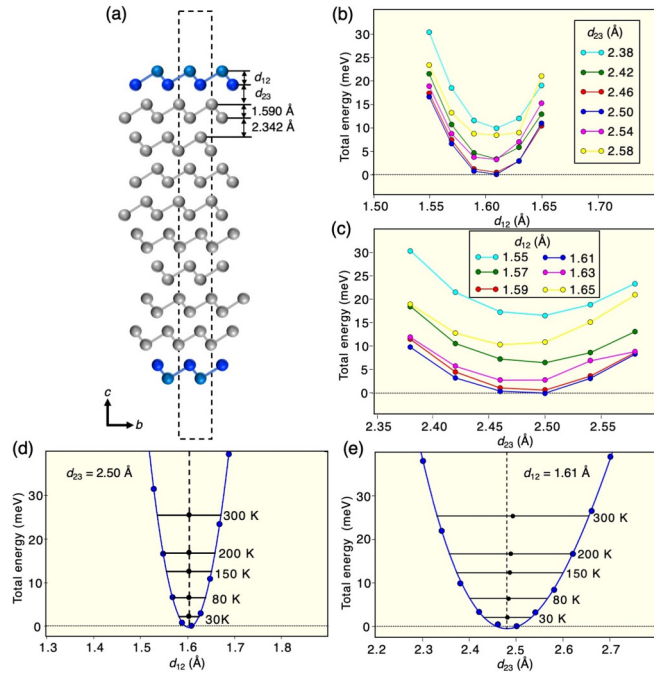 (a)
d12
d23
1.590 Å
2.342 Å
c
b
(b)
d23 (Å)
2.38
2.42
2.46
2.50
2.54
2.58
Total energy (meV)
30
25
20
15
10
5
0
1.50 1.55 1.60 1.65 1.70
d12 (Å)
(c)
d12 (Å)
1.55 1.61
1.57 1.63
1.59 1.65
Total energy (meV)
35
30
25
20
15
10
5
0
2.35 2.40 2.45 2.50 2.55
d23 (Å)
(d)
d23 = 2.50 Å
Total energy (meV)
30
20
10
0
300 K
200 K
150 K
80 K
30K
1.3 1.4 1.5 1.6 1.7 1.8
d12 (Å)
(e)
d12 = 1.61 Å
Total energy (meV)
30
20
10
0
300 K
200 K
150 K
80 K
30 K
2.2 2.3 2.4 2.5 2.6 2.7 2.8
d23 (Å)